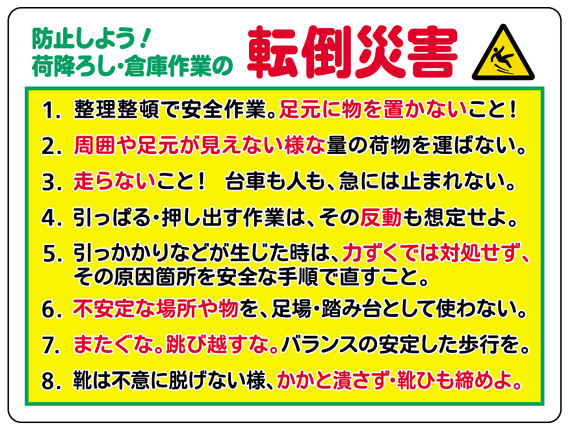 防止しよう！
荷降ろし・倉庫作業の
転倒災害
1. 整理整頓で安全作業。足元に物を置かないこと！
2. 周囲や足元が見えない様な量の荷物を運ばない。
3. 走らないこと！　台車も人も、急には止まれない。
4. 引っぱる・押し出す作業は、その反動も想定せよ。
5. 引っかかりなどが生じた時は、力ずくでは対処せず、
その原因箇所を安全な手順で直すこと。
6. 不安定な場所や物を、足場・踏み台として使わない。
7. またぐな。跳び越すな。バランスの安定した歩行を。
8. 靴は不意に脱げない様、かかと潰さず・靴ひも締めよ。